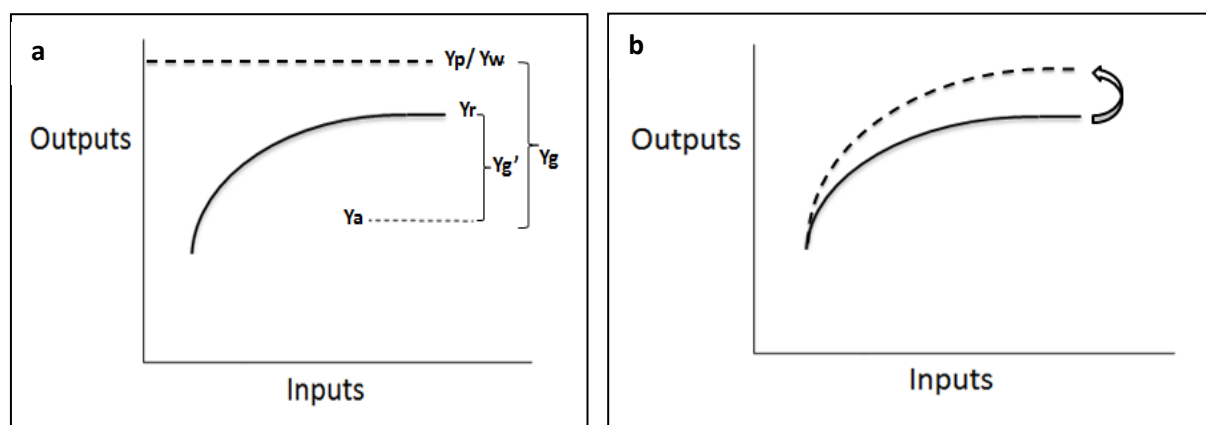 a
Yp/ Yw
Yr
Outputs
Yg'
Yg
Ya
Inputs
b
Outputs
Inputs